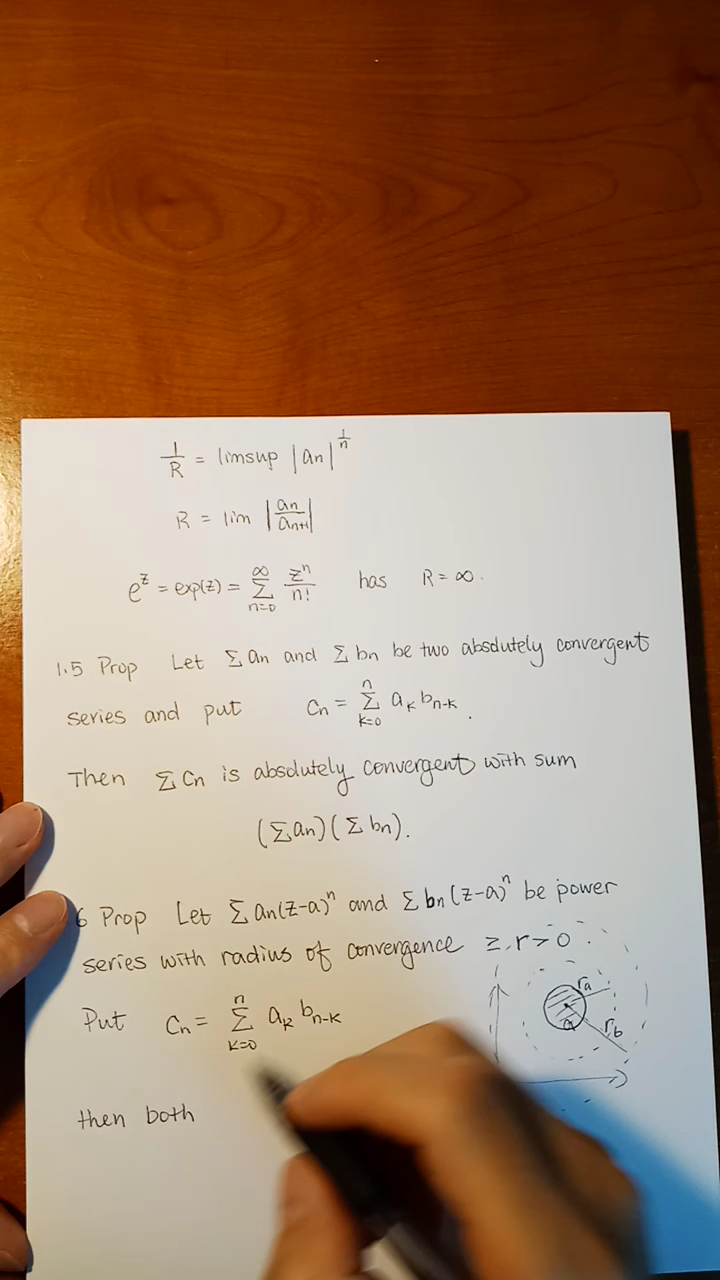 1/R = limsup |an|^(1/n)
R = lim |an/an+1|
e^z = exp(z) = ∑_{n=0}^∞ z^n/n! has R = ∞.
1.5 Prop Let ∑an and ∑bn be two absolutely convergent
series and put cn = ∑_{k=0}^n ak bn-k.
Then ∑cn is absolutely convergent with sum
(∑an)(∑bn).
6 Prop Let ∑an(z-a)^n and ∑bn(z-a)^n be power
series with radius of convergence ≥ r > 0.
Put cn = ∑_{k=0}^n ak bn-k
ra
a
rb
then both